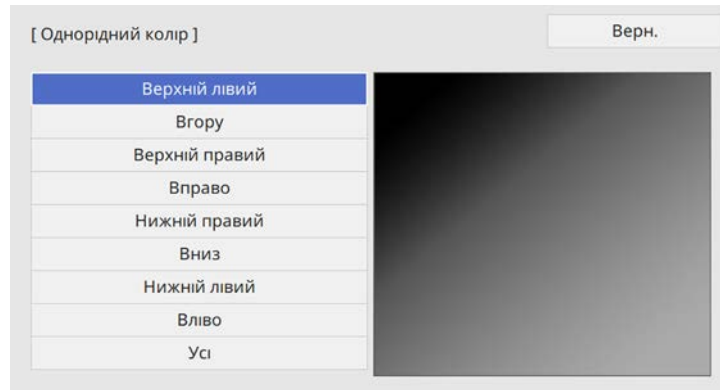 [ Однорідний колір ]
Верн.
Верхній лівий
Вгору
Верхній правий
Вправо
Нижній правий
Вниз
Нижній лівий
Вліво
Усі